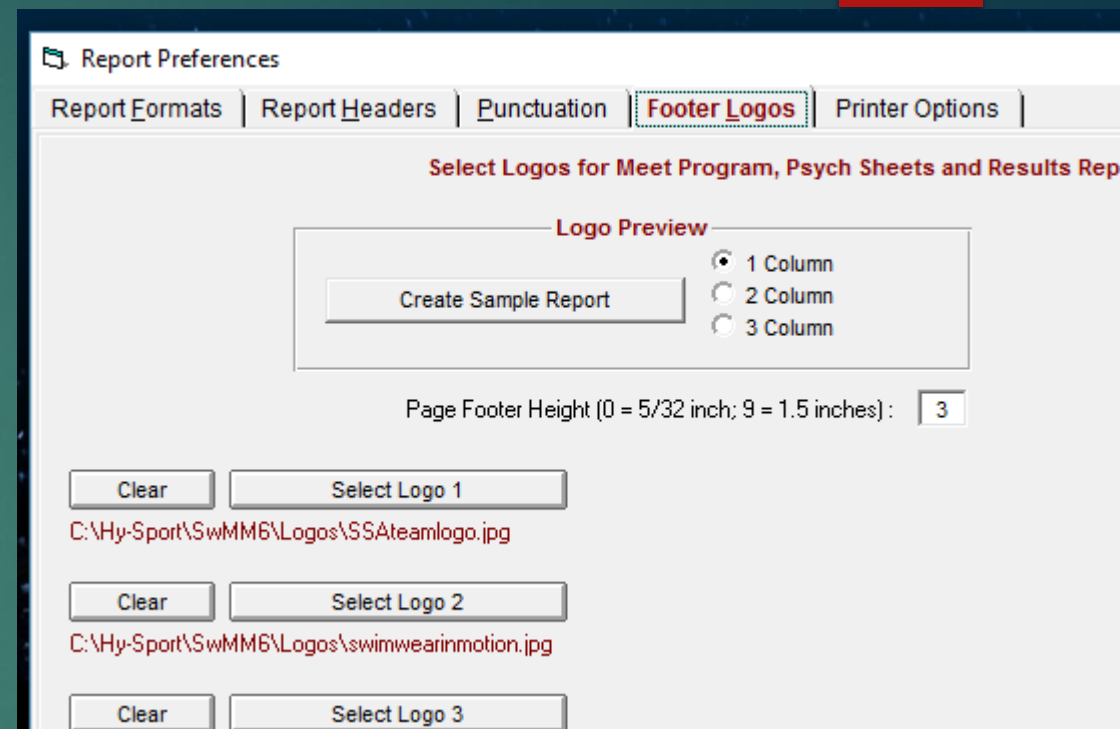 Report Preferences
Report Formats Report Headers Punctuation Footer Logos Printer Options
Select Logos for Meet Program, Psych Sheets and Results Rep
Logo Preview
1 Column
Create Sample Report
2 Column
3 Column
Page Footer Height (0 = 5/32 inch; 9 = 1.5 inches) : 3
Clear Select Logo 1
C:\Hy-Sport\SwMM6\Logos\SSAteamlogo.jpg
Clear Select Logo 2
C:\Hy-Sport\SwMM6\Logos\swimwearinmotion.jpg
Clear Select Logo 3